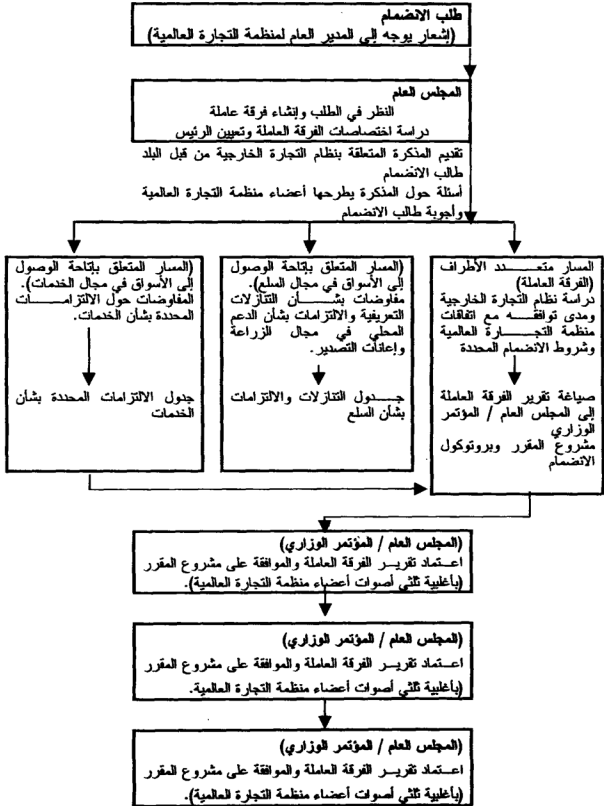 طلب الانضمام
(إشعار يوجه إلى المدير العام لمنظمة التجارة العالمية)
المجلس العام
النظر في الطلب وإنشاء فرقة عاملة
دراسة اختصاصات الفرقة العاملة وتعيين الرئيس
تقديم المذكرة المتعلقة بنظام التجارة الخارجية من قبل البلد
طالب الانضمام
أسئلة حول المذكرة يطرحها أعضاء منظمة التجارة العالمية
وأجوبة طالب الانضمام
المسار متعدد الأطراف
(الفرقة العاملة)
دراسة نظام التجارة الخارجية
ومدى توافقه مع اتفاقات
منظمة التجارة العالمية
وشروط الانضمام المحددة
صياغة تقرير الفرقة العاملة
إلى المجلس العام / المؤتمر
الوزاري
مشروع المقرر وبروتوكول
الانضمام
(المسار المتعلق بإتاحة الوصول
إلى الأسواق في مجال السلع).
مفاوضات بشأن التنازلات
التعريفية والالتزامات بشأن الدعم
المحلي في مجال الزراعة
وإعانات التصدير.
جدول التنازلات والالتزامات
بشأن السلع
(المسار المتعلق بإتاحة الوصول
إلى الأسواق في مجال الخدمات).
المفاوضات حول الالتزامات
المحددة بشأن الخدمات.
جدول الالتزامات المحددة بشأن
الخدمات
(المجلس العام / المؤتمر الوزاري)
اعتماد تقرير الفرقة العاملة والموافقة على مشروع المقرر
(بأغلبية ثلثي أصوات أعضاء منظمة التجارة العالمية).
(المجلس العام / المؤتمر الوزاري)
اعتماد تقرير الفرقة العاملة والموافقة على مشروع المقرر
(بأغلبية ثلثي أصوات أعضاء منظمة التجارة العالمية.
(المجلس العام / المؤتمر الوزاري)
اعتماد تقرير الفرقة العاملة والموافقة على مشروع المقرر
(بأغلبية ثلثي أصوات أعضاء منظمة التجارة العالمية).